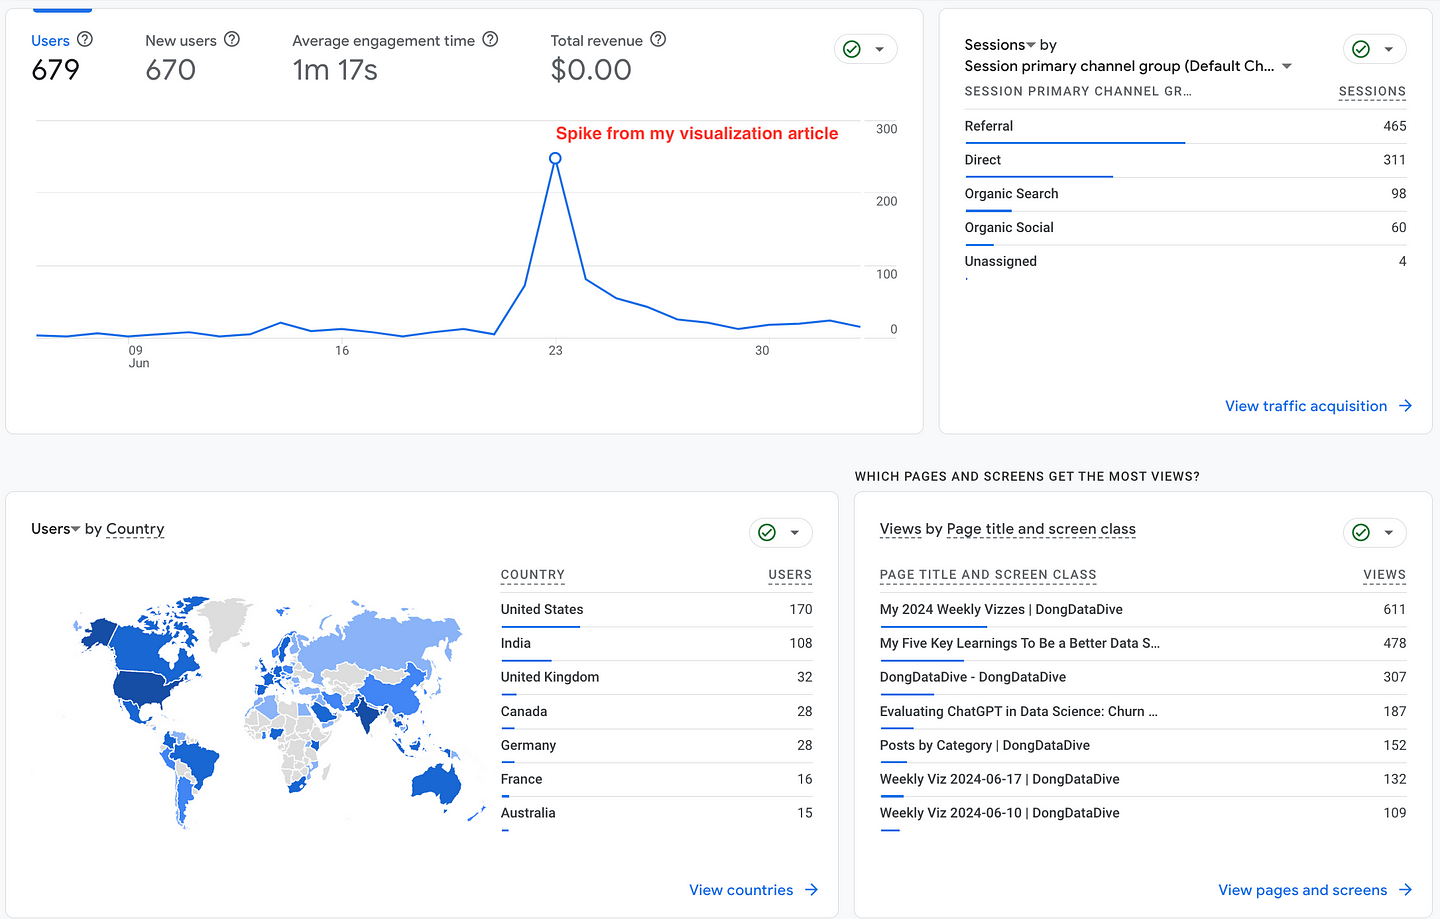 Users
679
New users
670
Average engagement time
1m 17s
Total revenue
$0.00
Spike from my visualization article
300
200
100
0
09
Jun
16
23
30
Sessions by
Session primary channel group (Default Ch...
SESSION PRIMARY CHANNEL GR... SESSIONS
Referral 465
Direct 311
Organic Search 98
Organic Social 60
Unassigned 4
View traffic acquisition
Users by Country
COUNTRY USERS
United States 170
India 108
United Kingdom 32
Canada 28
Germany 28
France 16
Australia 15
View countries
WHICH PAGES AND SCREENS GET THE MOST VIEWS?
Views by Page title and screen class
PAGE TITLE AND SCREEN CLASS VIEWS
My 2024 Weekly Vizzes | DongDataDive 611
My Five Key Learnings To Be a Better Data S... 478
DongDataDive - DongDataDive 307
Evaluating ChatGPT in Data Science: Churn ... 187
Posts by Category | DongDataDive 152
Weekly Viz 2024-06-17 | DongDataDive 132
Weekly Viz 2024-06-10 | DongDataDive 109
View pages and screens